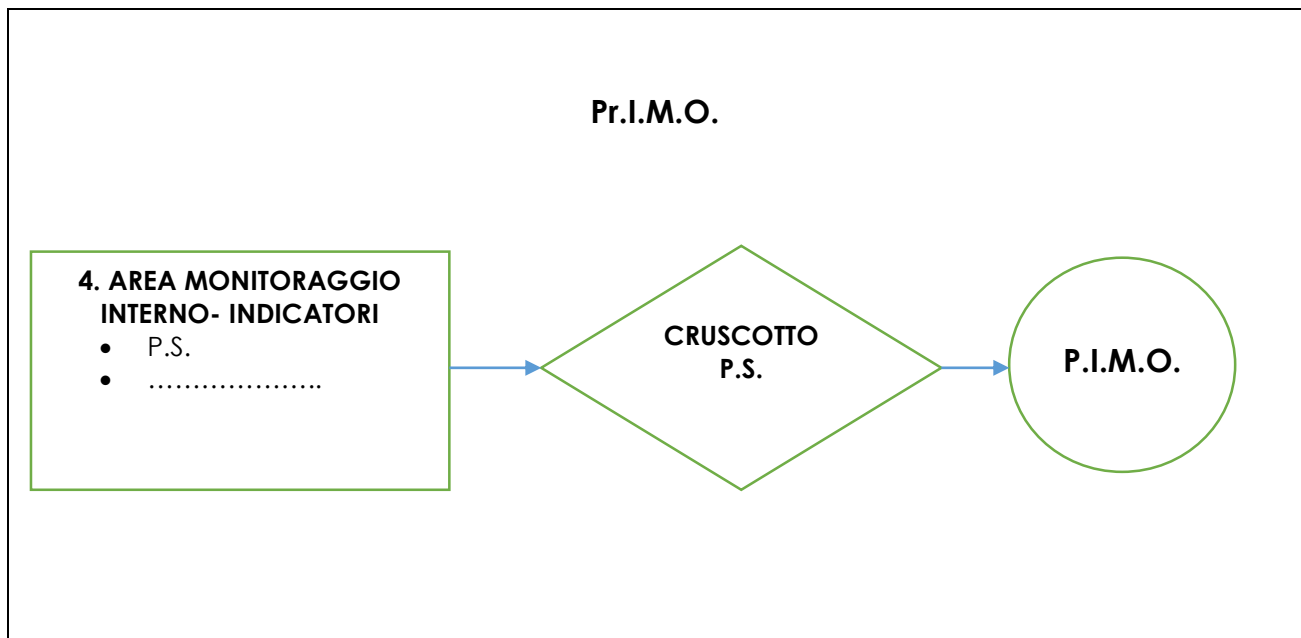 Pr.I.M.O.
4. AREA MONITORAGGIO
INTERNO- INDICATORI
• P.S.
• ………………..
CRUSCOTTO
P.S.
P.I.M.O.